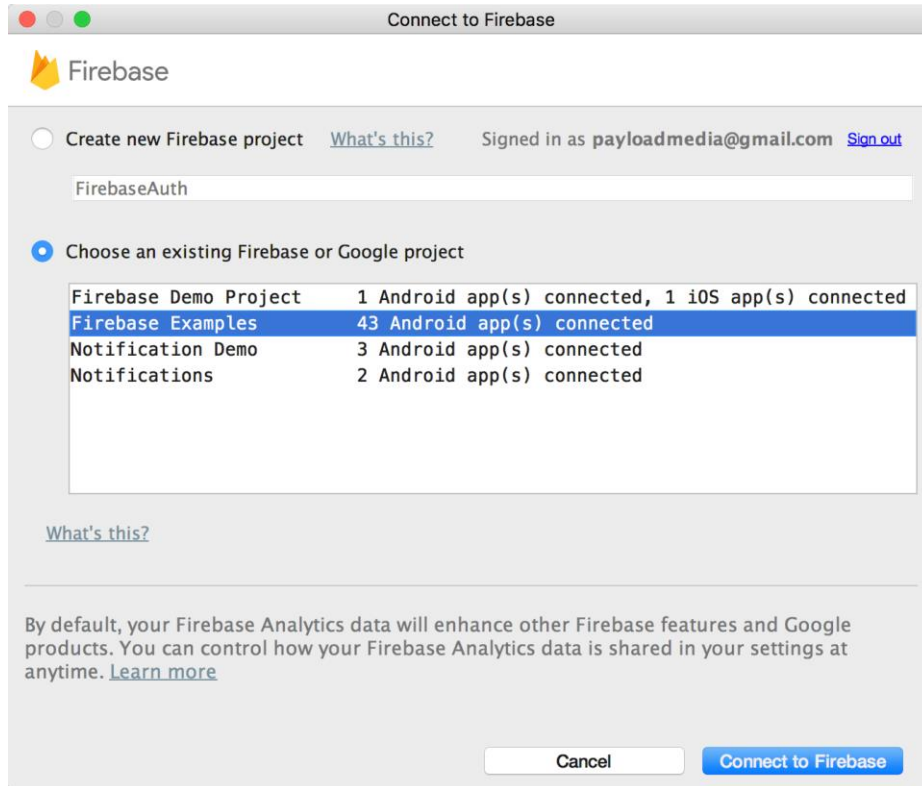 Connect to Firebase
Firebase
Create new Firebase project What's this? Signed in as payloadmedia@gmail.com Sign out
FirebaseAuth
Choose an existing Firebase or Google project
Firebase Demo Project 1 Android app(s) connected, 1 iOS app(s) connected
Firebase Examples 43 Android app(s) connected
Notification Demo 3 Android app(s) connected
Notifications 2 Android app(s) connected
What's this?
By default, your Firebase Analytics data will enhance other Firebase features and Google
products. You can control how your Firebase Analytics data is shared in your settings at
anytime. Learn more
Cancel Connect to Firebase